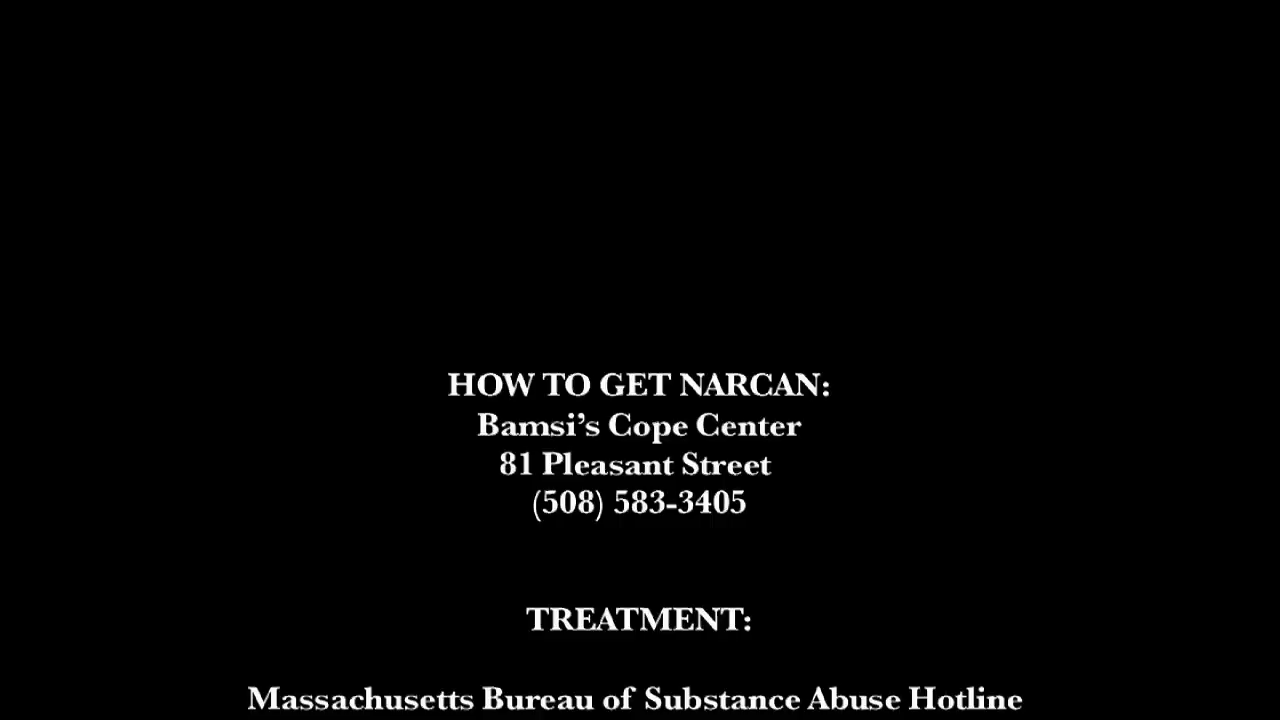 HOW TO GET NARCAN:
Bamsi’s Cope Center
81 Pleasant Street
(508) 583-3405
TREATMENT:
Massachusetts Bureau of Substance Abuse Hotline